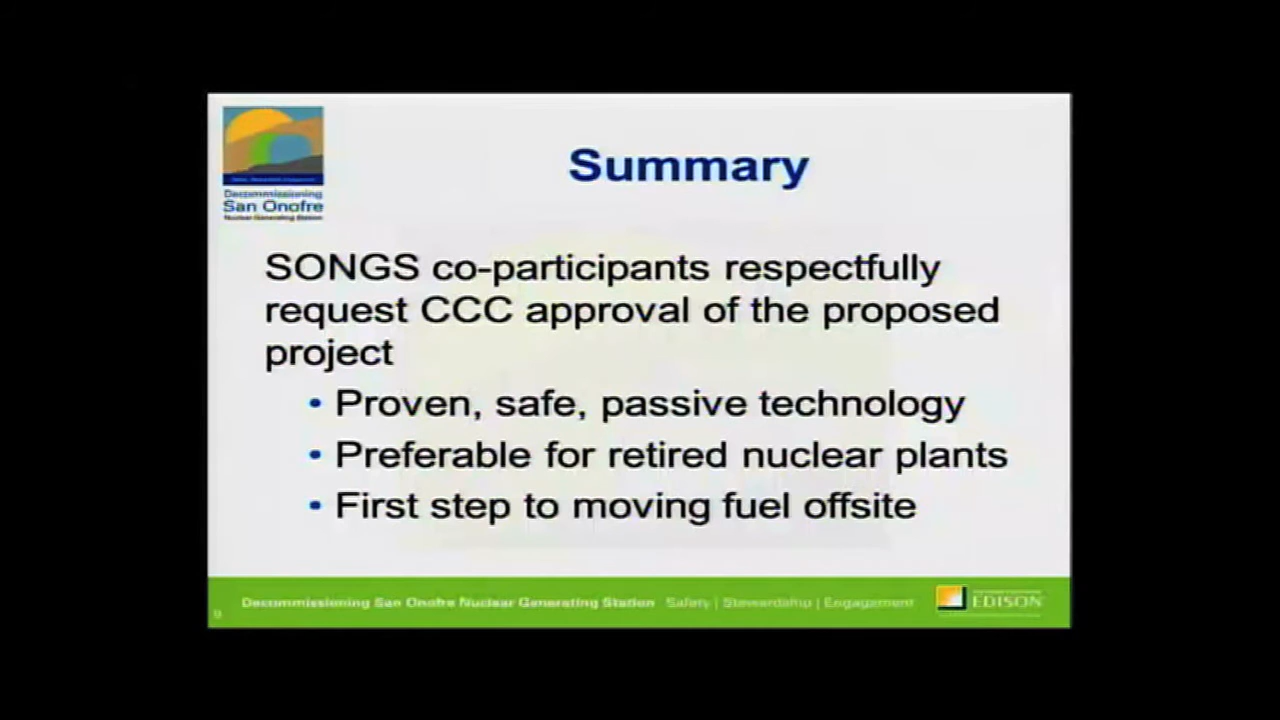 Summary
Decommissioning
San Onofre
Nuclear Generating Station
SONGS co-participants respectfully
request CCC approval of the proposed
project
• Proven, safe, passive technology
• Preferable for retired nuclear plants
• First step to moving fuel offsite
Decommissioning San Onofre Nuclear Generating Station Safety | Stewardship | Engagement
EDISON
9